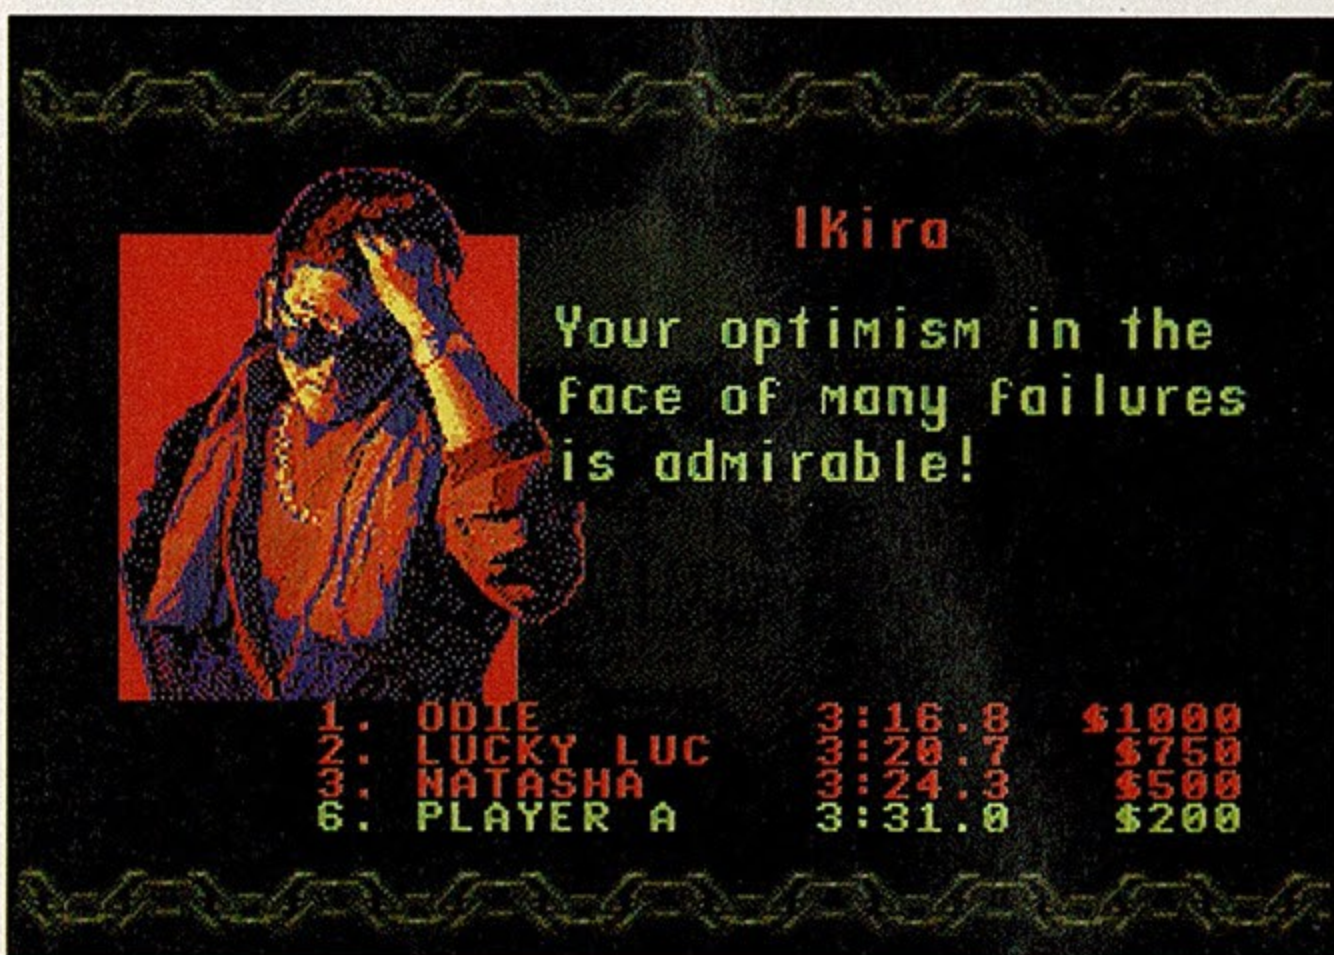 Ikira
Your optimism in the
face of many failures
is admirable!
1. ODIE 3:16.8 $1000
2. LUCKY LUC 3:20.7 $750
3. NATASHA 3:24.3 $500
6. PLAYER A 3:31.0 $200